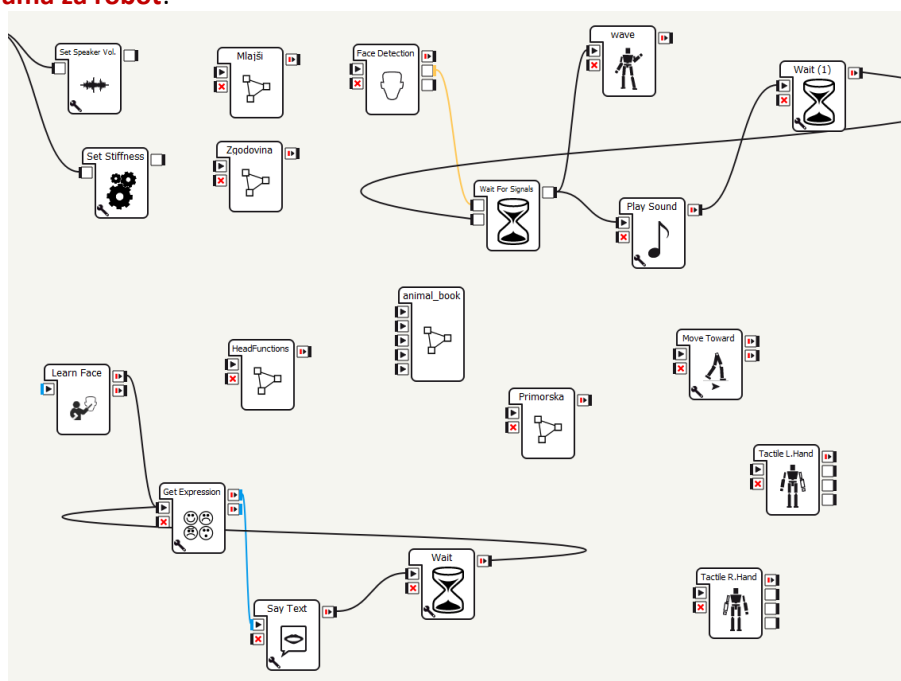 ama za robot!
wave
Set Speaker Vol.
Mlajši
Face Detection
Wait (1)
Set Stiffness
Zgodovina
Wait For Signals
Play Sound
animal_book
HeadFunctions
Move Toward
Learn Face
Primorska
Tactile L.Hand
Get Expression
Wait
Tactile R.Hand
Say Text